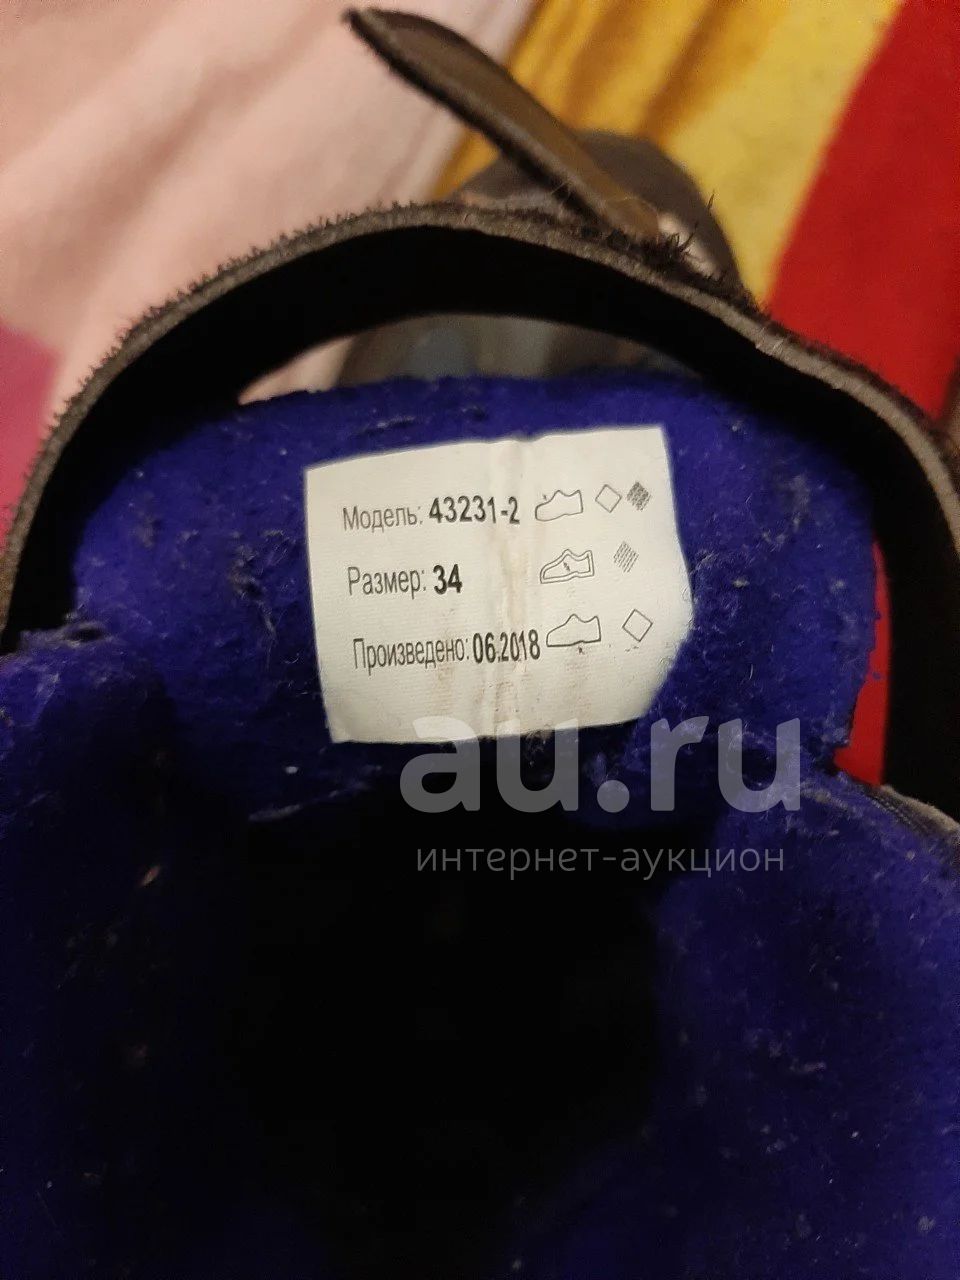 Модель: 43231-2
Размер: 34
Произведено: 06.2018
au.ru
интернет-аукцион